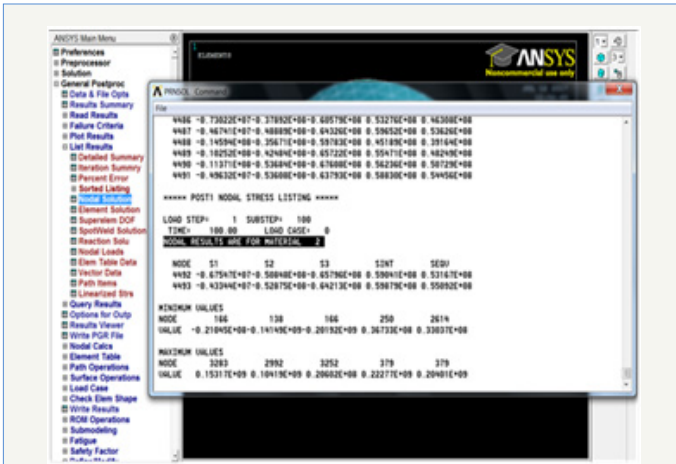 ANSYS Main Menu
Preferences
Preprocessor
Solution
General Postproc
Data & File Opts
Results Summary
Read Results
Failure Criteria
Plot Results
List Results
Detailed Summary
Iteration Summry
Percent Error
Sorted Listing
Nodal Solution
Element Solution
Superelem DOF
SpotWeld Solution
Reaction Solu
Nodal Loads
Elem Table Data
Vector Data
Path Items
Linearized Strs
Query Results
Options for Outp
Results Viewer
Write PGR File
Nodal Calcs
Element Table
Path Operations
Surface Operations
Load Case
Check Elem Shape
Write Results
ROM Operations
Submodeling
Fatigue
Safety Factor
1
ELEMENTS
ANSYS
Noncommercial use only
PRNSOL Command
File
4486 -0.73022E+07-0.37892E+08-0.60579E+08 0.53276E+08 0.46308E+08
4487 -0.46741E+07-0.48889E+08-0.64326E+08 0.59652E+08 0.53626E+08
4488 -0.14594E+08-0.35671E+08-0.59783E+08 0.45189E+08 0.39164E+08
4489 -0.10252E+08-0.42484E+08-0.65722E+08 0.55471E+08 0.48249E+08
4490 -0.11371E+08-0.53684E+08-0.67608E+08 0.56236E+08 0.50729E+08
4491 -0.49632E+07-0.53608E+08-0.63793E+08 0.58830E+08 0.54456E+08
***** POST1 NODAL STRESS LISTING *****
LOAD STEP= 1 SUBSTEP= 100
TIME= 100.00 LOAD CASE= 0
NODAL RESULTS ARE FOR MATERIAL 2
NODE S1 S2 S3 SINT SEQV
4492 -0.67547E+07-0.50848E+08-0.65796E+08 0.59041E+08 0.53167E+08
4493 -0.43344E+07-0.52875E+08-0.64213E+08 0.59879E+08 0.55092E+08
MINIMUM VALUES
NODE 166 138 166 250 2614
VALUE -0.21045E+08-0.14149E+09-0.20192E+09 0.36733E+08 0.33037E+08
MAXIMUM VALUES
NODE 3283 2992 3252 379 379
VALUE 0.15317E+09 0.10419E+09 0.20602E+08 0.22277E+09 0.20401E+09